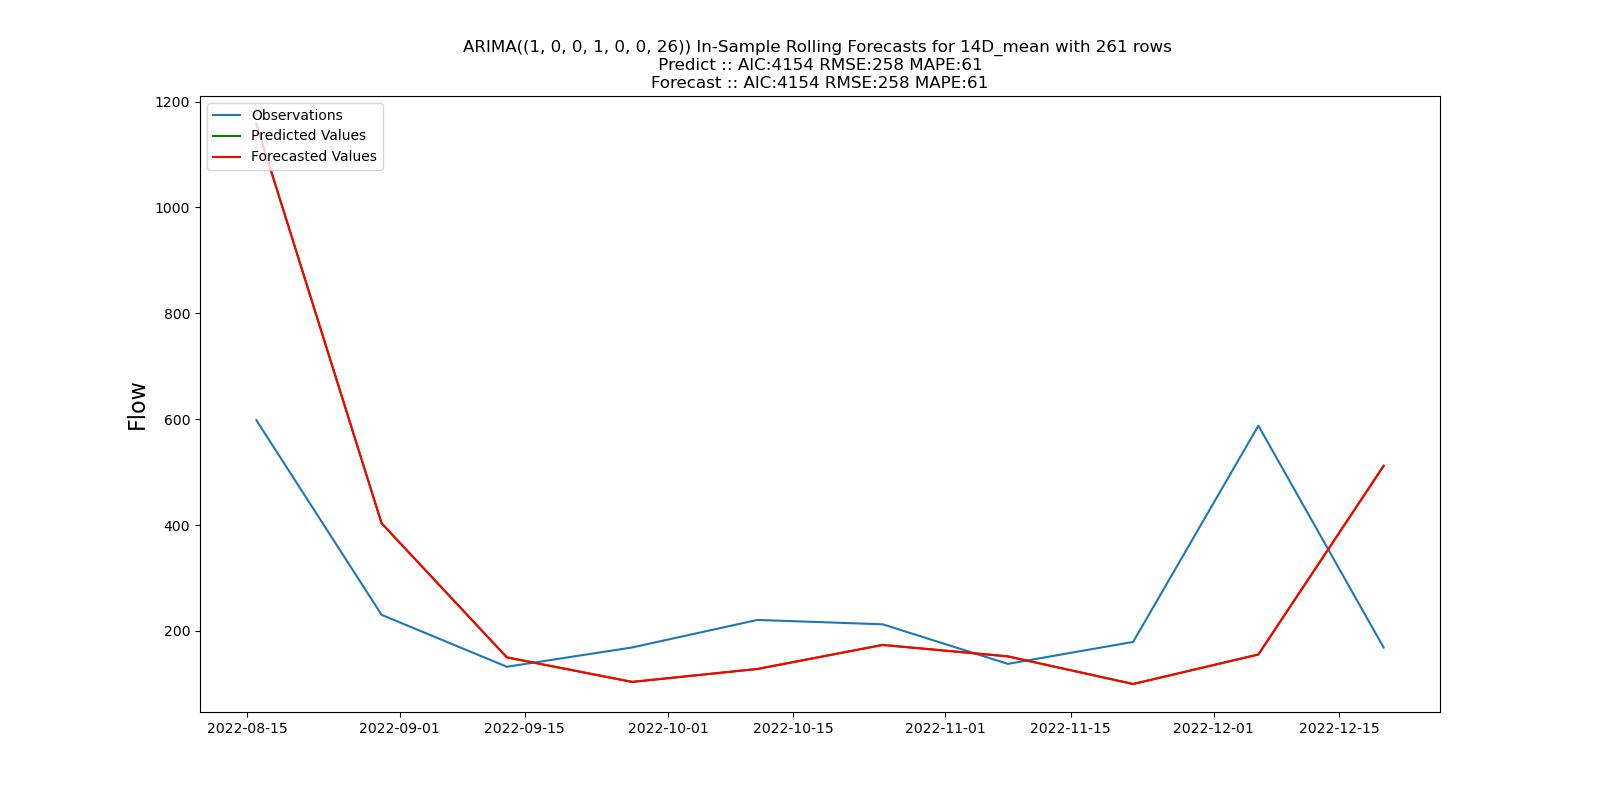 ARIMA((1, 0, 0, 1, 0, 0, 26)) In-Sample Rolling Forecasts for 14D_mean with 261 rows
Predict :: AIC:4154 RMSE:258 MAPE:61
Forecast :: AIC:4154 RMSE:258 MAPE:61
Observations
Predicted Values
Forecasted Values
1200
1000
800
600
400
200
Flow
2022-08-15
2022-09-01
2022-09-15
2022-10-01
2022-10-15
2022-11-01
2022-11-15
2022-12-01
2022-12-15